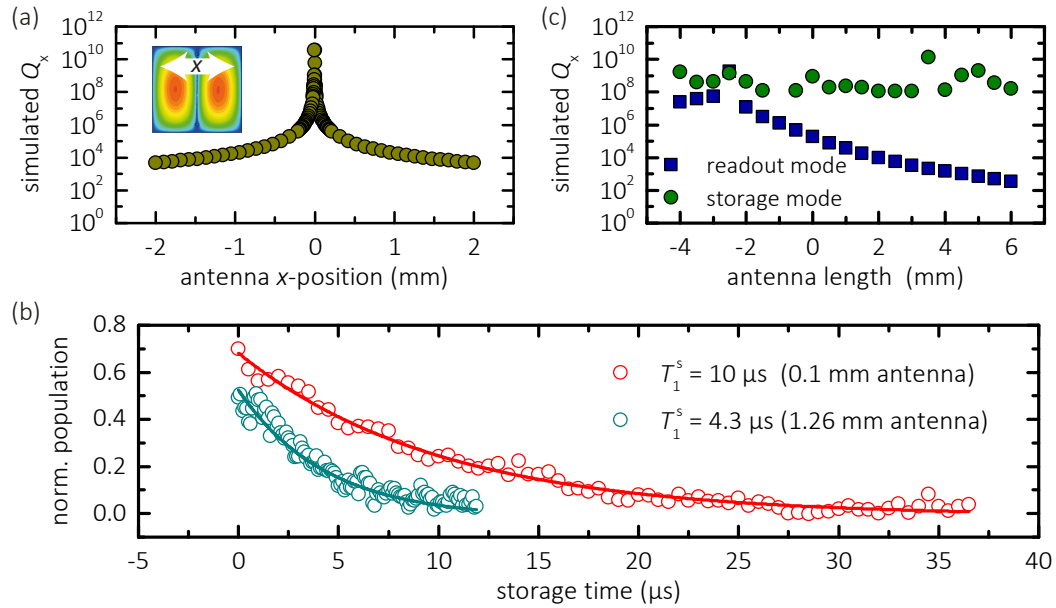 (a)
10^12
10^10
10^8
10^6
10^4
10^2
10^0
simulated Q_x
x
-2 -1 0 1 2
antenna x-position (mm)
(c)
10^12
10^10
10^8
10^6
10^4
10^2
10^0
simulated Q_x
readout mode
storage mode
-4 -2 0 2 4 6
antenna length (mm)
(b)
0.8
0.6
0.4
0.2
0.0
norm. population
T_1^s = 10 µs (0.1 mm antenna)
T_1^s = 4.3 µs (1.26 mm antenna)
-5 0 5 10 15 20 25 30 35 40
storage time (µs)